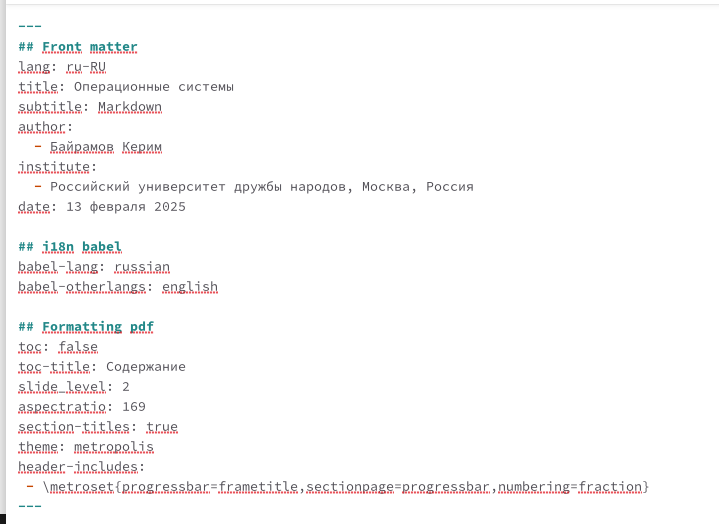 ---
## Front matter
lang: ru-RU
title: Операционные системы
subtitle: Markdown
author:
  - Байрамов Керим
institute:
  - Российский университет дружбы народов, Москва, Россия
date: 13 февраля 2025

## i18n babel
babel-lang: russian
babel-otherlangs: english

## Formatting pdf
toc: false
toc-title: Содержание
slide_level: 2
aspectratio: 169
section-titles: true
theme: metropolis
header-includes:
 - \metroset{progressbar=frametitle,sectionpage=progressbar,numbering=fraction}
---